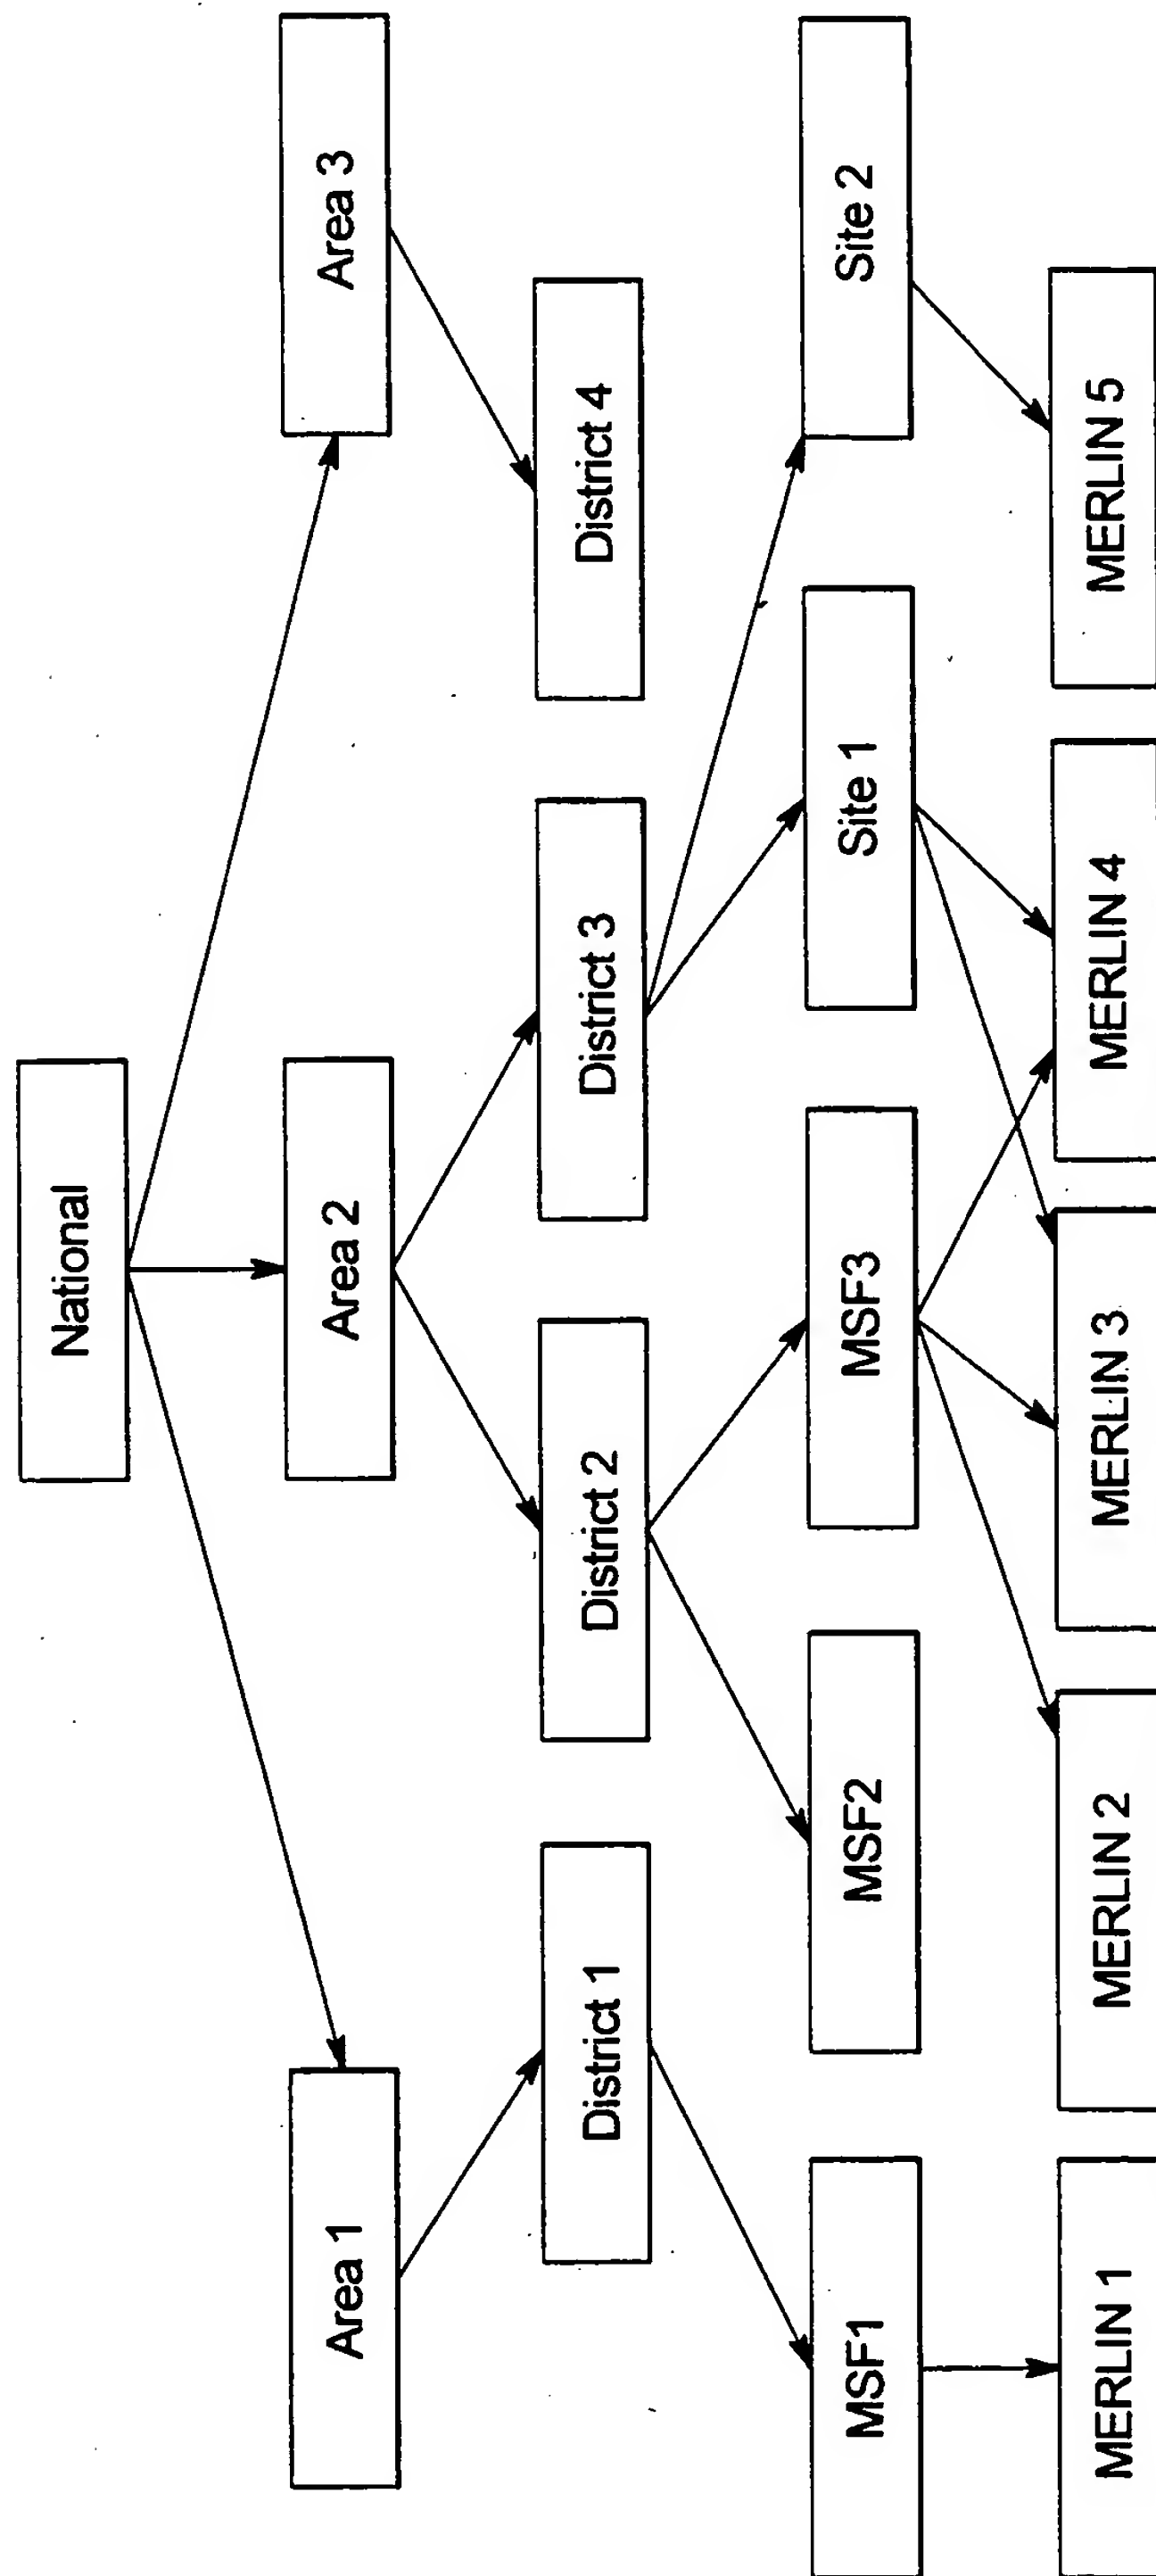 National
Area 1
Area 2
Area 3
District 1
District 2
District 3
District 4
MSF1
MSF2
MSF3
Site 1
Site 2
MERLIN 1
MERLIN 2
MERLIN 3
MERLIN 4
MERLIN 5